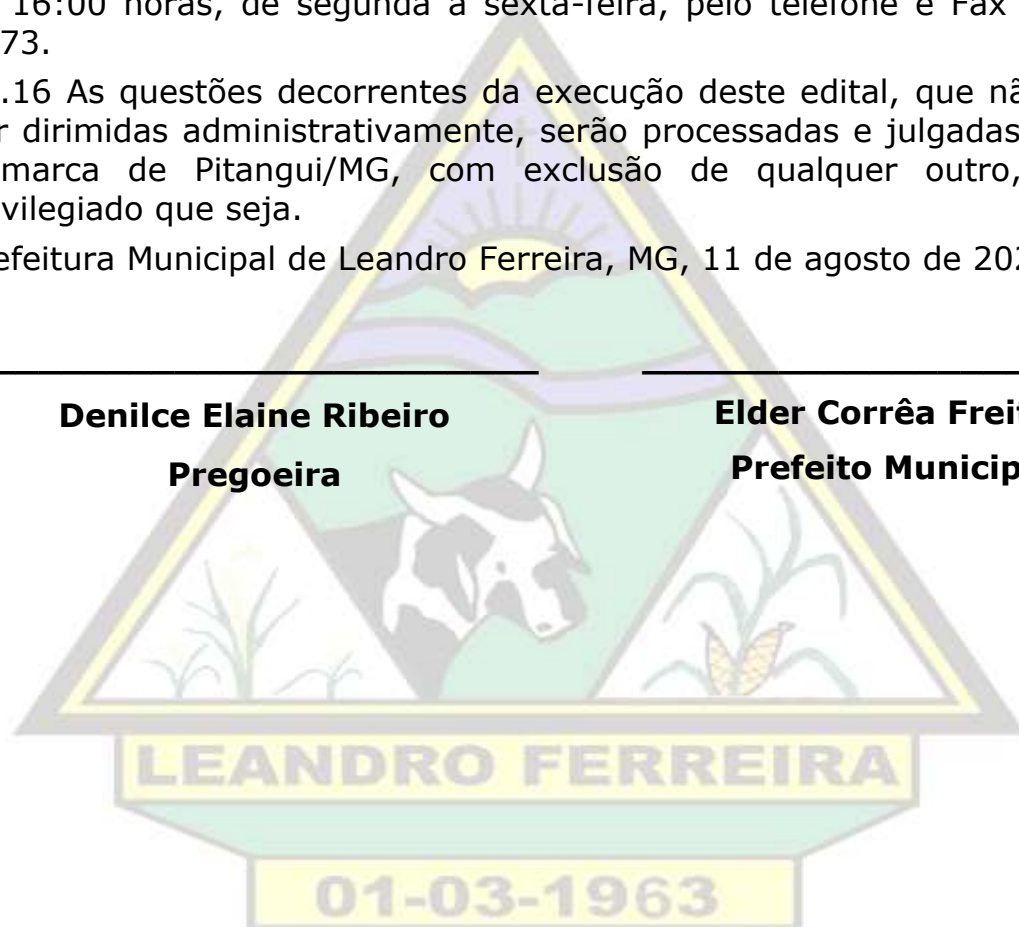 16:00 horas, de segunda a sexta-feira, pelo telefone e Fax
73.
.16 As questões decorrentes da execução deste edital, que nã
r dirimidas administrativamente, serão processadas e julgadas
marca de Pitangui/MG, com exclusão de qualquer outro,
vilegiado que seja.
efeitura Municipal de Leandro Ferreira, MG, 11 de agosto de 202
Denilce Elaine Ribeiro
Elder Corrêa Freit
Pregoeira
Prefeito Municip
LEANDRO FERREIRA
01-03-1963